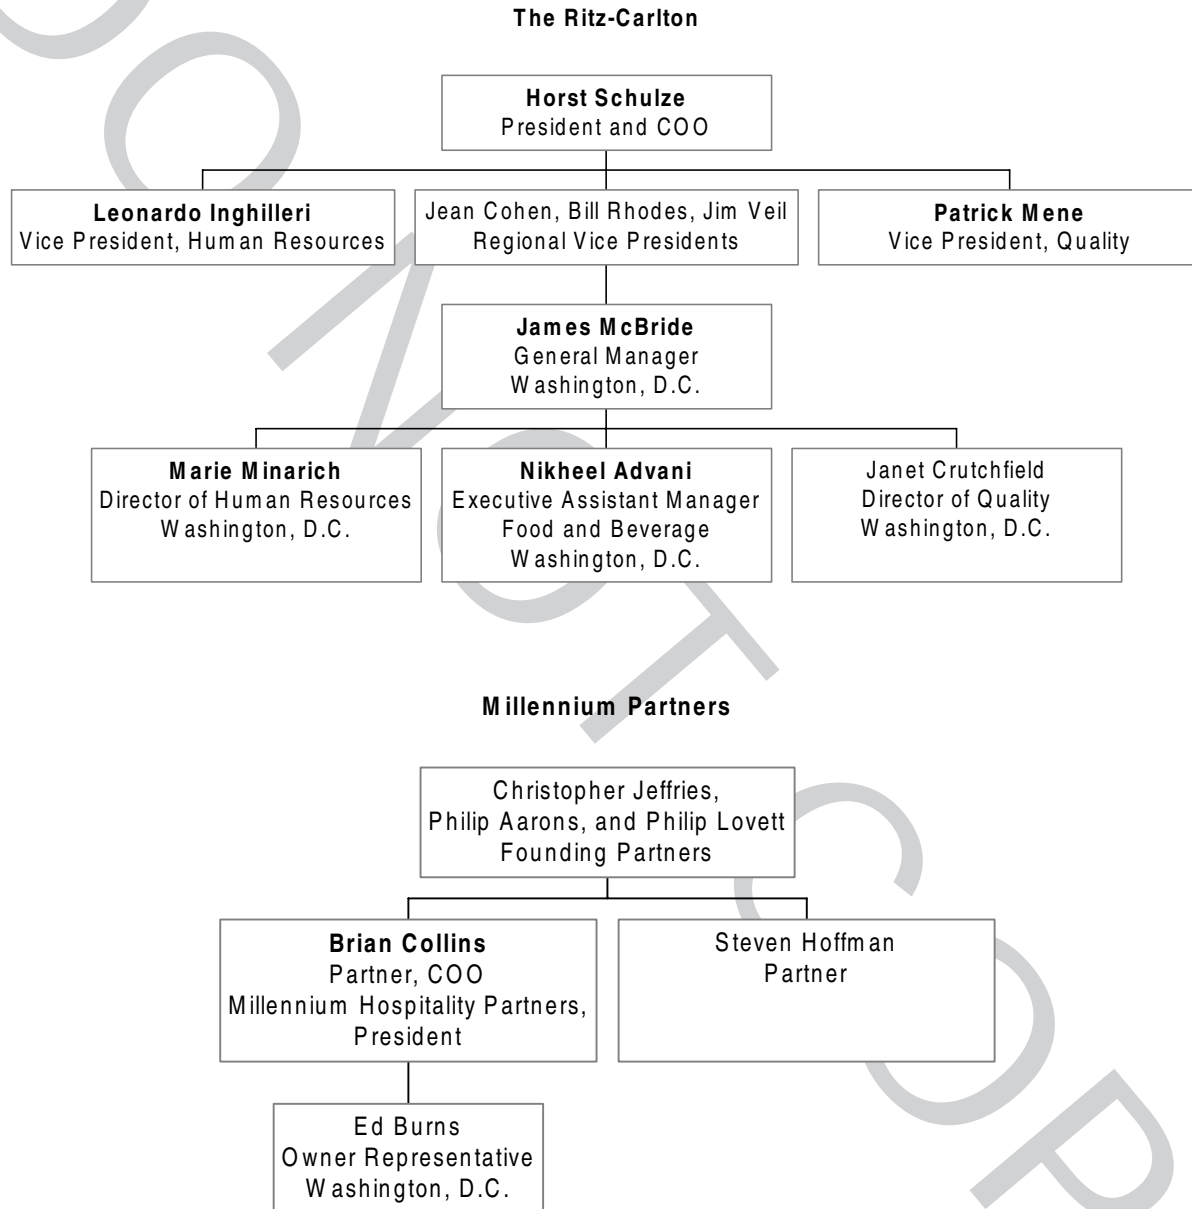 The Ritz-Carlton
Horst Schulze
President and COO
Leonardo Inghilleri
Vice President, Human Resources
Jean Cohen, Bill Rhodes, Jim Veil
Regional Vice Presidents
Patrick Mene
Vice President, Quality
James McBride
General Manager
Washington, D.C.
Marie Minarich
Director of Human Resources
Washington, D.C.
Nikheel Advani
Executive Assistant Manager
Food and Beverage
Washington, D.C.
Janet Crutchfield
Director of Quality
Washington, D.C.
Millennium Partners
Christopher Jeffries,
Philip Aarons, and Philip Lovett
Founding Partners
Brian Collins
Partner, COO
Millennium Hospitality Partners,
President
Steven Hoffman
Partner
Ed Burns
Owner Representative
Washington, D.C.